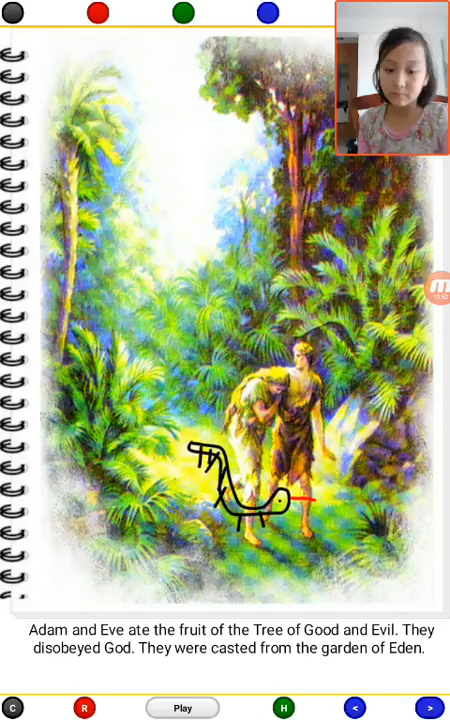 Adam and Eve ate the fruit of the Tree of Good and Evil. They
disobeyed God. They were casted from the garden of Eden.
C
R
Play
H
<
>